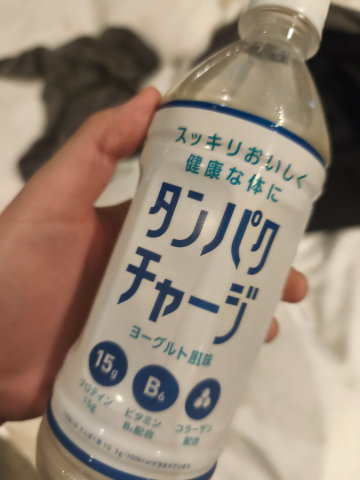 スッキリおいしく
健康な体に
タンパク
チャージ
ヨーグルト風味
15g
B6
プロテイン
15g
ビタミン
B6配合
コラーゲン
配合